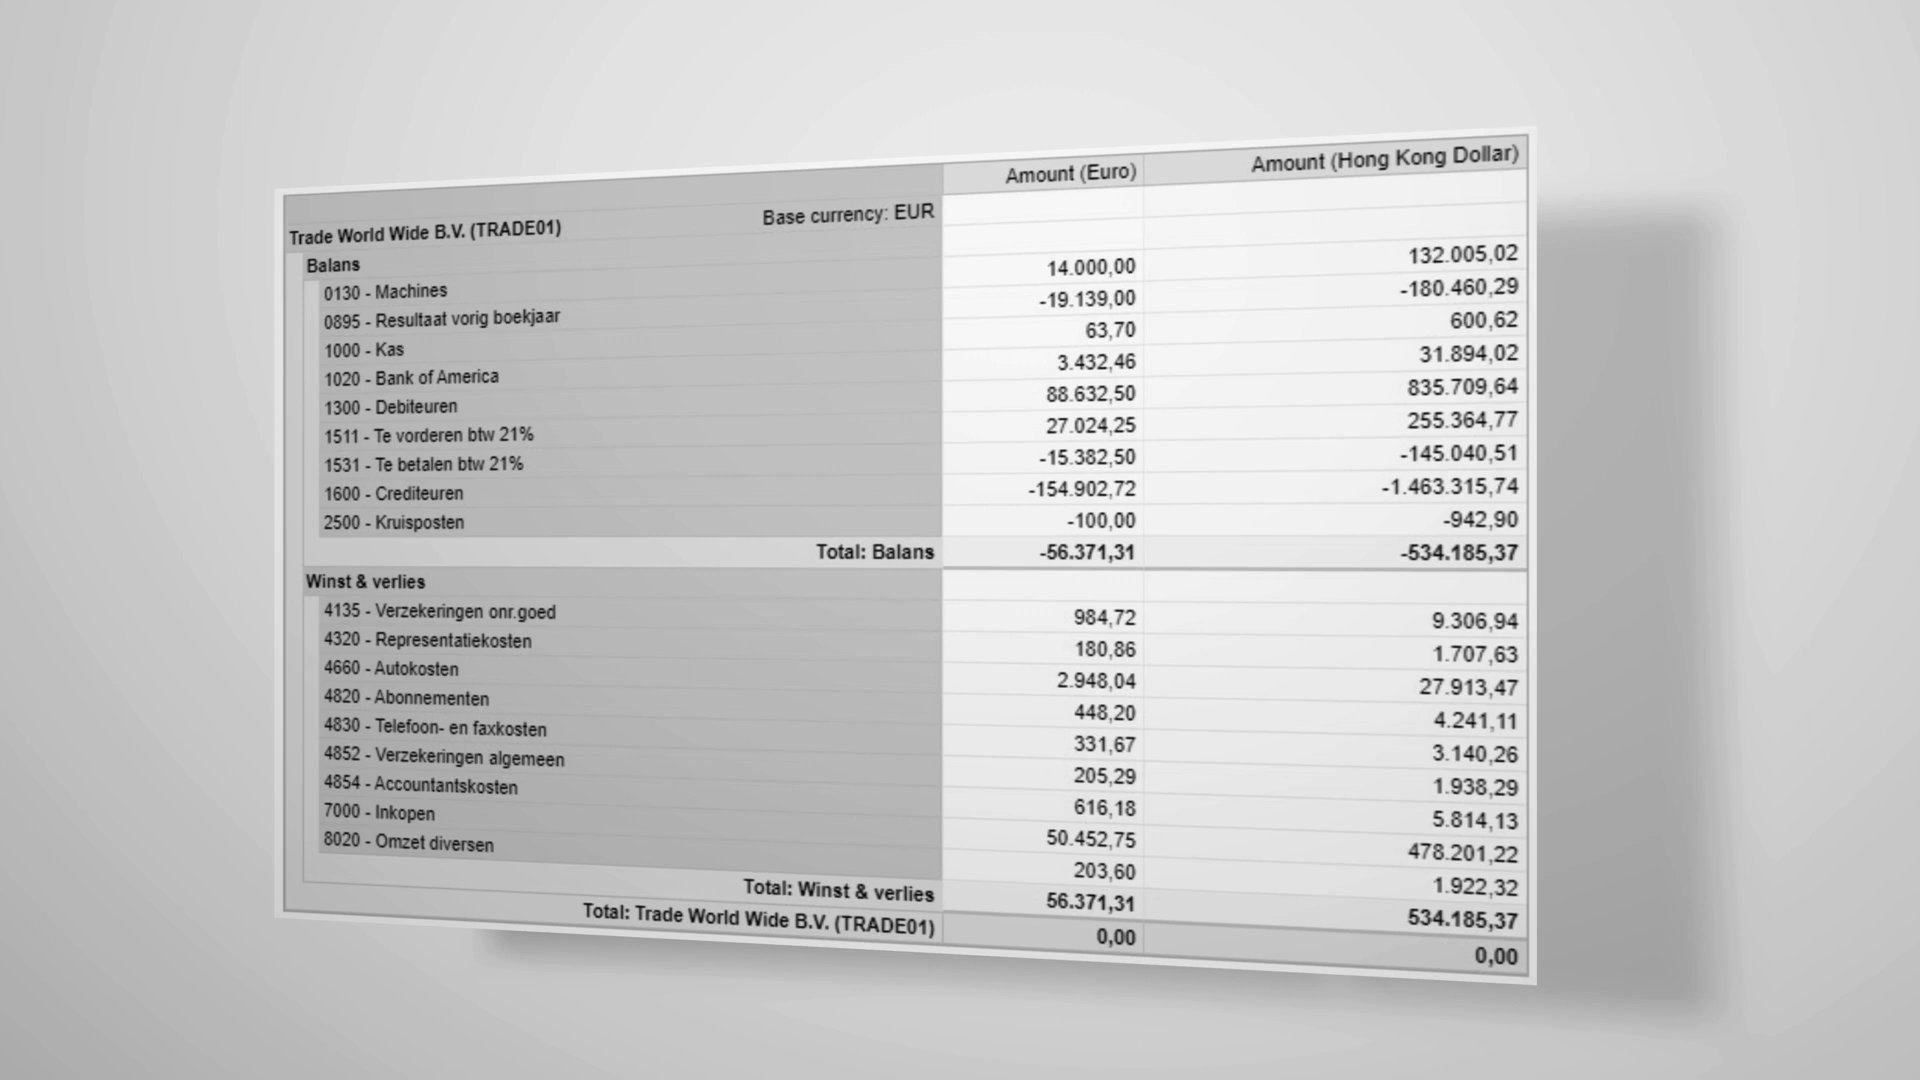 Amount (Euro) Amount (Hong Kong Dollar)
Trade World Wide B.V. (TRADE01) Base currency: EUR
Balans
0130 - Machines 14.000,00 132.005,02
0895 - Resultaat vorig boekjaar -19.139,00 -180.460,29
1000 - Kas 63,70 600,62
1020 - Bank of America 3.432,46 31.894,02
1300 - Debiteuren 88.632,50 835.709,64
1511 - Te vorderen btw 21% 27.024,25 255.364,77
1531 - Te betalen btw 21% -15.382,50 -145.040,51
1600 - Crediteuren -154.902,72 -1.463.315,74
2500 - Kruisposten -100,00 -942,90
Total: Balans -56.371,31 -534.185,37
Winst & verlies
4135 - Verzekeringen onr.goed 984,72 9.306,94
4320 - Representatiekosten 180,86 1.707,63
4660 - Autokosten 2.948,04 27.913,47
4820 - Abonnementen 448,20 4.241,11
4830 - Telefoon- en faxkosten 331,67 3.140,26
4852 - Verzekeringen algemeen 205,29 1.938,29
4854 - Accountantskosten 616,18 5.814,13
7000 - Inkopen 50.452,75 478.201,22
8020 - Omzet diversen 203,60 1.922,32
Total: Winst & verlies 56.371,31 534.185,37
Total: Trade World Wide B.V. (TRADE01) 0,00 0,00